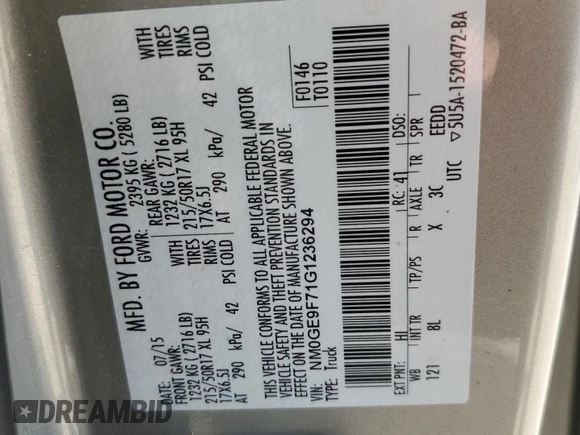 MFD. BY FORD MOTOR CO.
DATE: 07/15 GVWR: 2395 KG ( 5280 LB)
FRONT GAWR: REAR GAWR:
1232 KG ( 2716 LB) WITH 1232 KG ( 2716 LB) WITH
215/50R17 XL 95H TIRES 215/50R17 XL 95H TIRES
17X6.5J RIMS 17X6.5J RIMS
AT 290 kPa/ 42 PSI COLD AT 290 kPa/ 42 PSI COLD
THIS VEHICLE CONFORMS TO ALL APPLICABLE FEDERAL MOTOR
VEHICLE SAFETY AND THEFT PREVENTION STANDARDS IN
EFFECT ON THE DATE OF MANUFACTURE SHOWN ABOVE.
VIN: NM0GE9F71G1236294 F0146
TYPE: Truck T0110
EXT PNT: HI RC: 41 DSO:
WB INT TR TP/PS R AXLE TR SPR
121 8L X 3C EEDD
UTC ▽5U5A-1520472-BA
DREAMBID